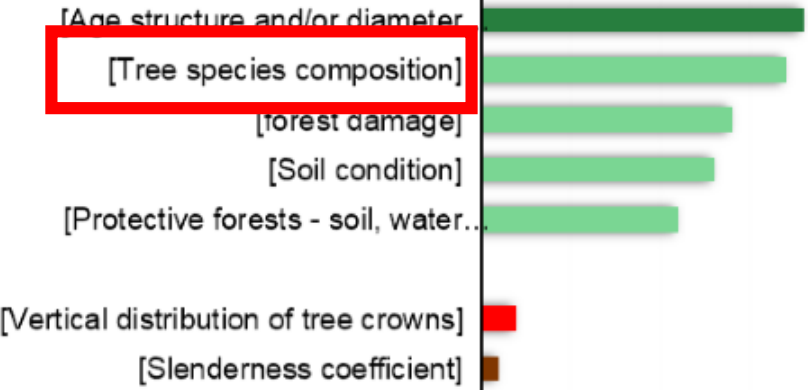 [Age structure and/or diameter...
[Tree species composition]
[forest damage]
[Soil condition]
[Protective forests - soil, water...
[Vertical distribution of tree crowns]
[Slenderness coefficient]